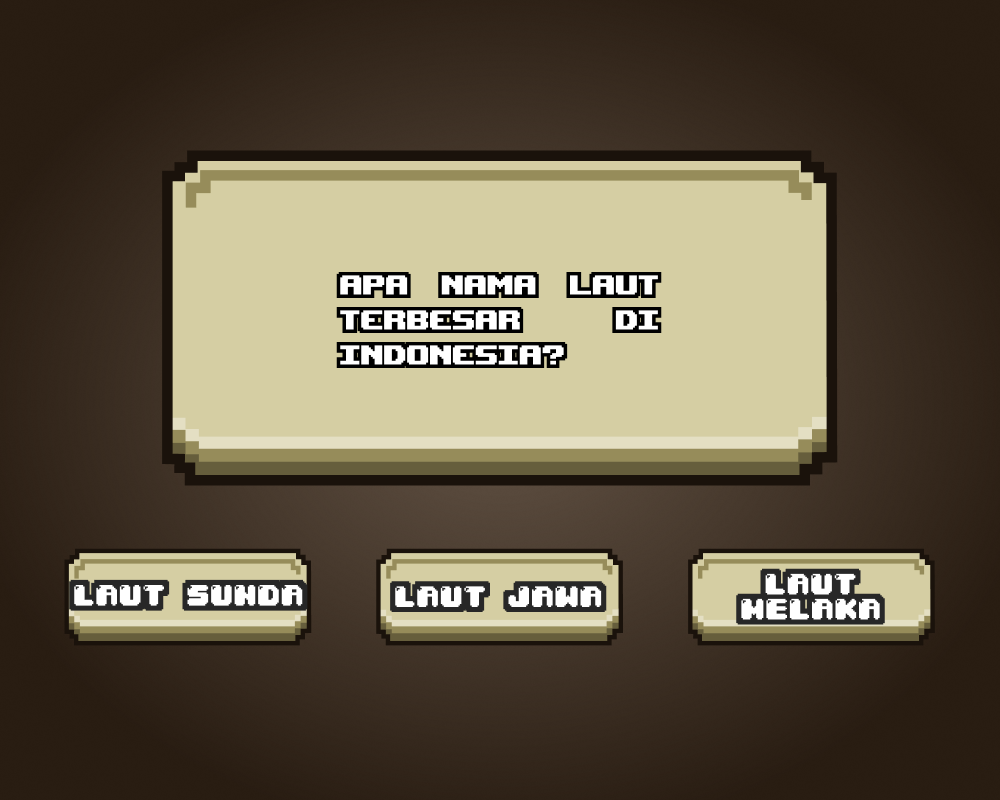 APA NAMA LAUT
TERBESAR DI
INDONESIA?
LAUT SUNDA
LAUT JAWA
LAUT
MELAKA